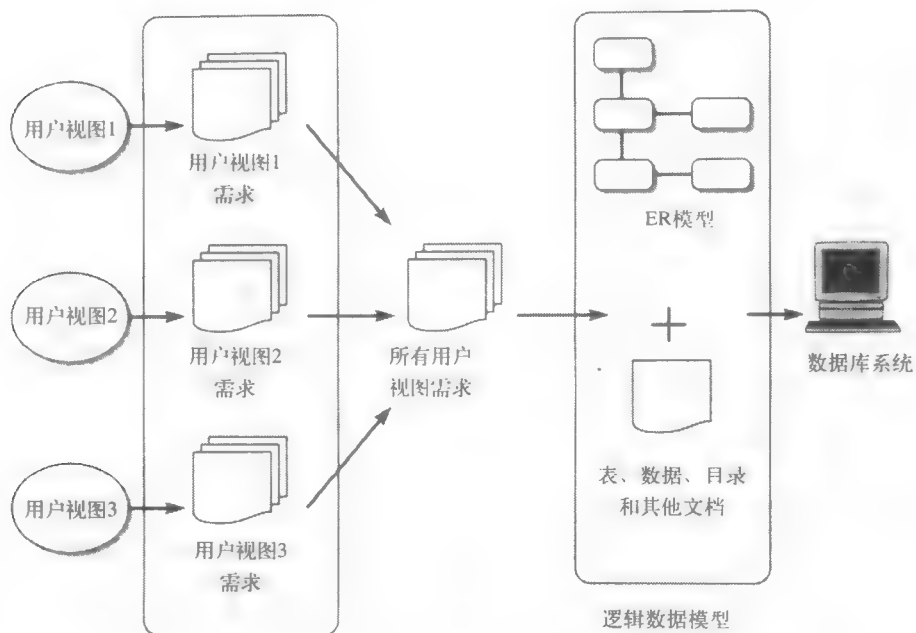 用户视图1
用户视图1
需求
ER模型
用户视图2
用户视图2
需求
所有用户
视图需求
数据库系统
表、数据、目录
和其他文档
用户视图3
用户视图3
需求
逻辑数据模型